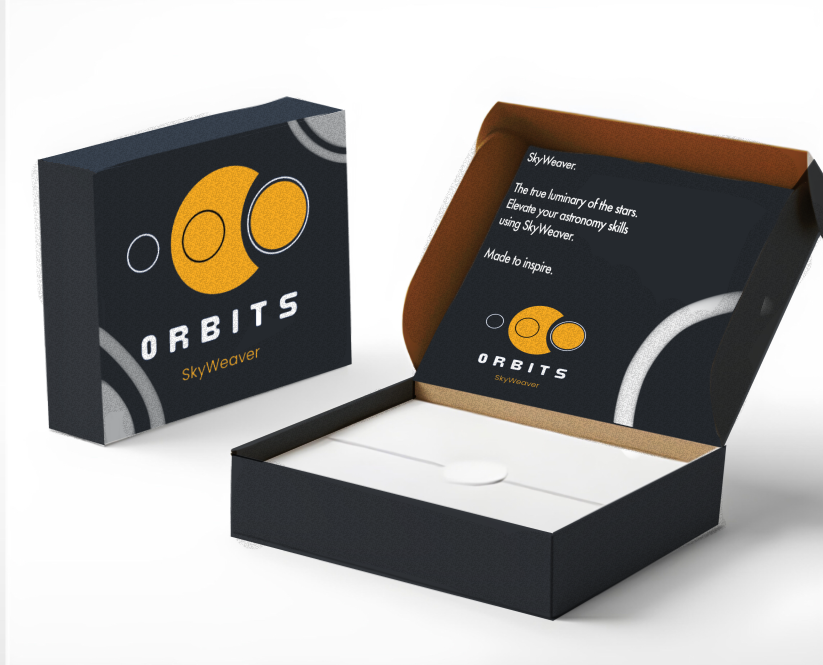 ORBITS
SkyWeaver
SkyWeaver.
The true luminary of the stars.
Elevate your astronomy skills
using SkyWeaver.
Made to inspire.
ORBITS
SkyWeaver